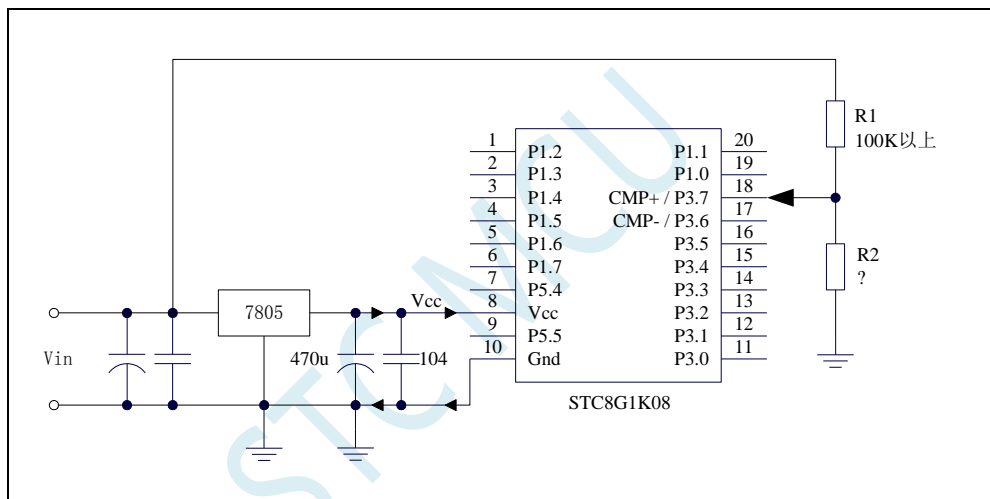 R1
100K以上
R2
?
1 P1.2
2 P1.3
3 P1.4
4 P1.5
5 P1.6
6 P1.7
7 P5.4
8 Vcc
9 P5.5
10 Gnd
P1.1 20
P1.0 19
CMP+ / P3.7 18
CMP- / P3.6 17
P3.5 16
P3.4 15
P3.3 14
P3.2 13
P3.1 12
P3.0 11
STC8G1K08
Vin
7805
Vcc
470u
104
STCMCU